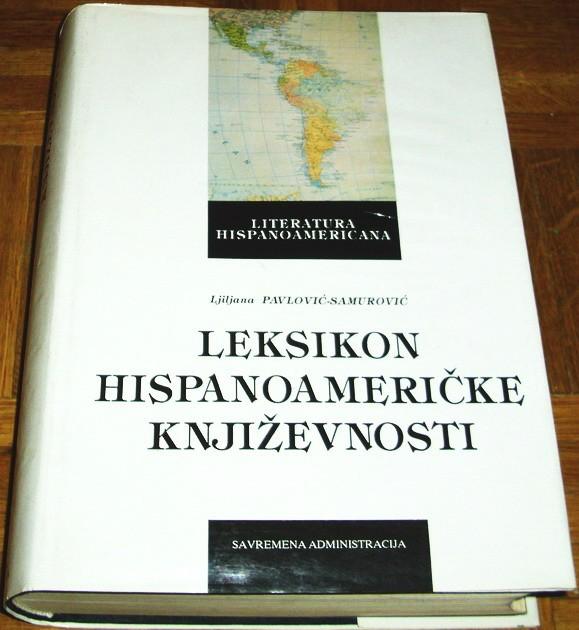 LITERATURA
HISPANOAMERICANA
Ljiljana PAVLOVIĆ-SAMUROVIĆ
LEKSIKON
HISPANOAMERIČKE
KNJIŽEVNOSTI
SAVREMENA ADMINISTRACIJA